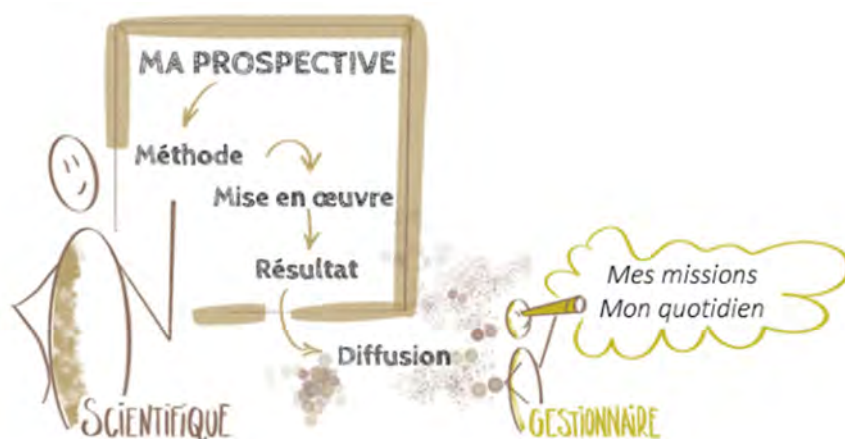 MA PROSPECTIVE
Méthode
Mise en œuvre
Résultat
Diffusion
Mes missions
Mon quotidien
SCIENTIFIQUE
GESTIONNAIRE